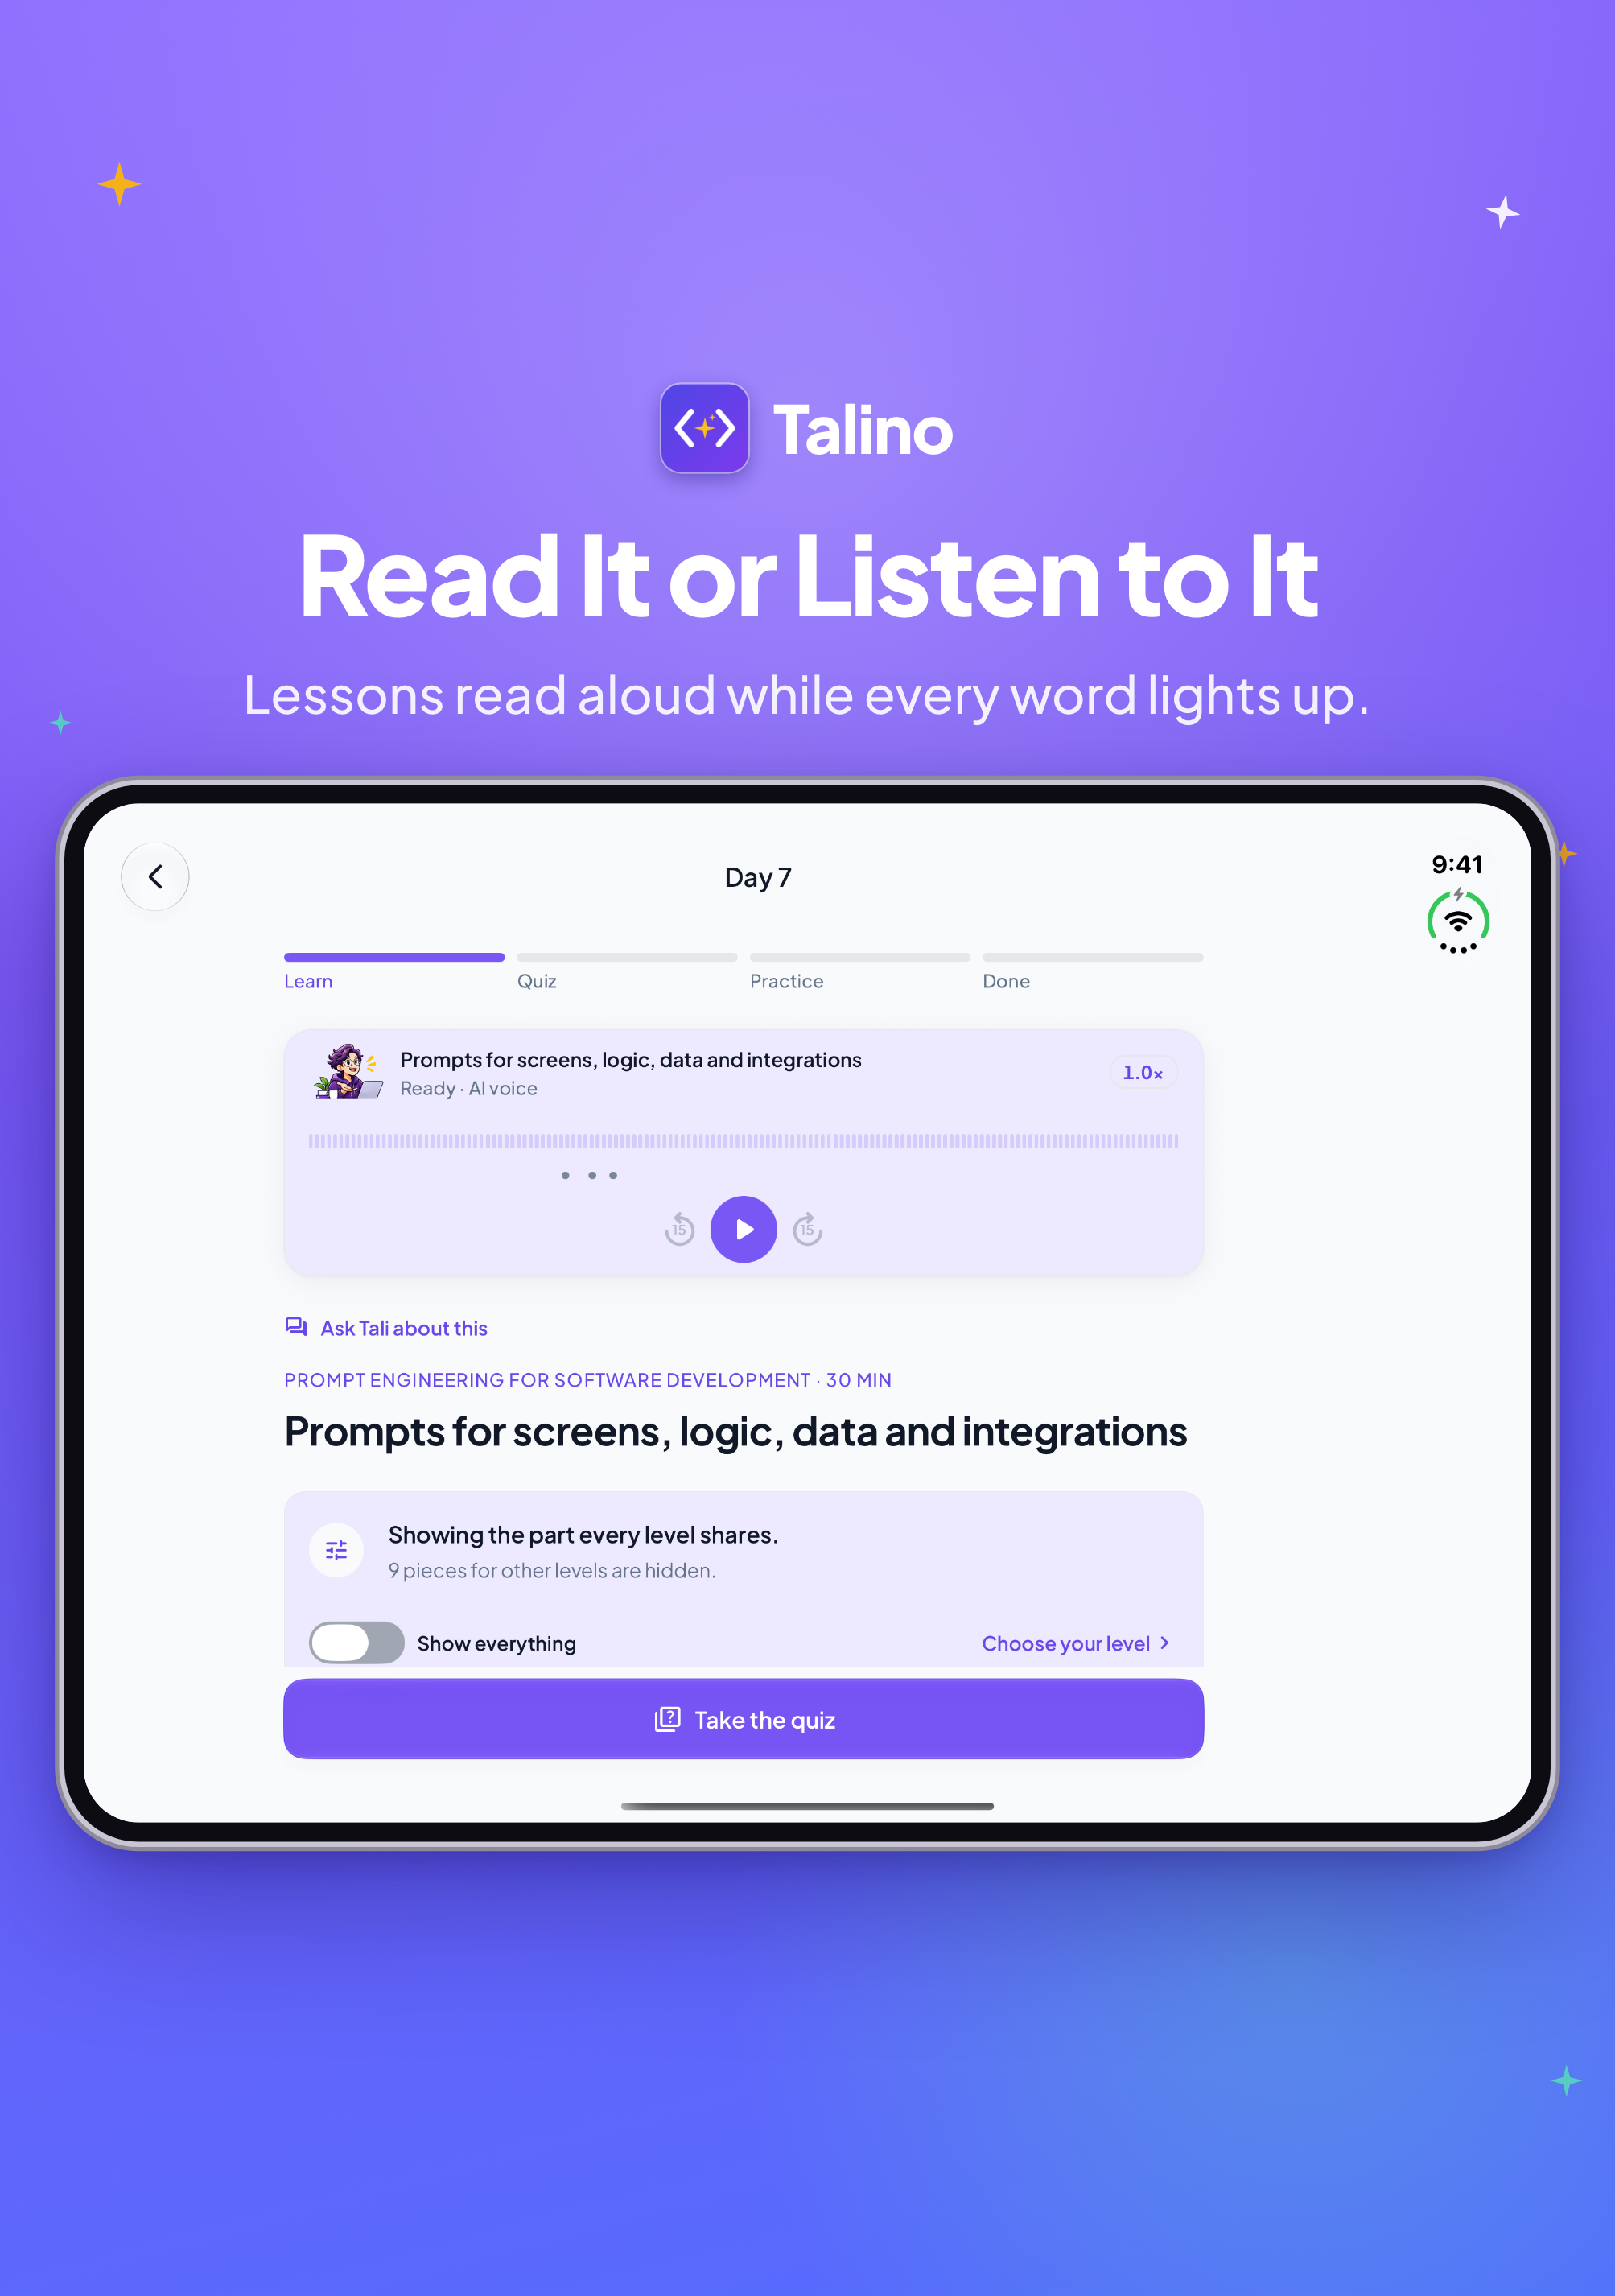 Talino
Read It or Listen to It
Lessons read aloud while every word lights up.
Day 7
9:41
Learn
Quiz
Practice
Done
Prompts for screens, logic, data and integrations
Ready · AI voice
1.0×
15
15
Ask Tali about this
PROMPT ENGINEERING FOR SOFTWARE DEVELOPMENT · 30 MIN
Prompts for screens, logic, data and integrations
Showing the part every level shares.
9 pieces for other levels are hidden.
Show everything
Choose your level
Take the quiz